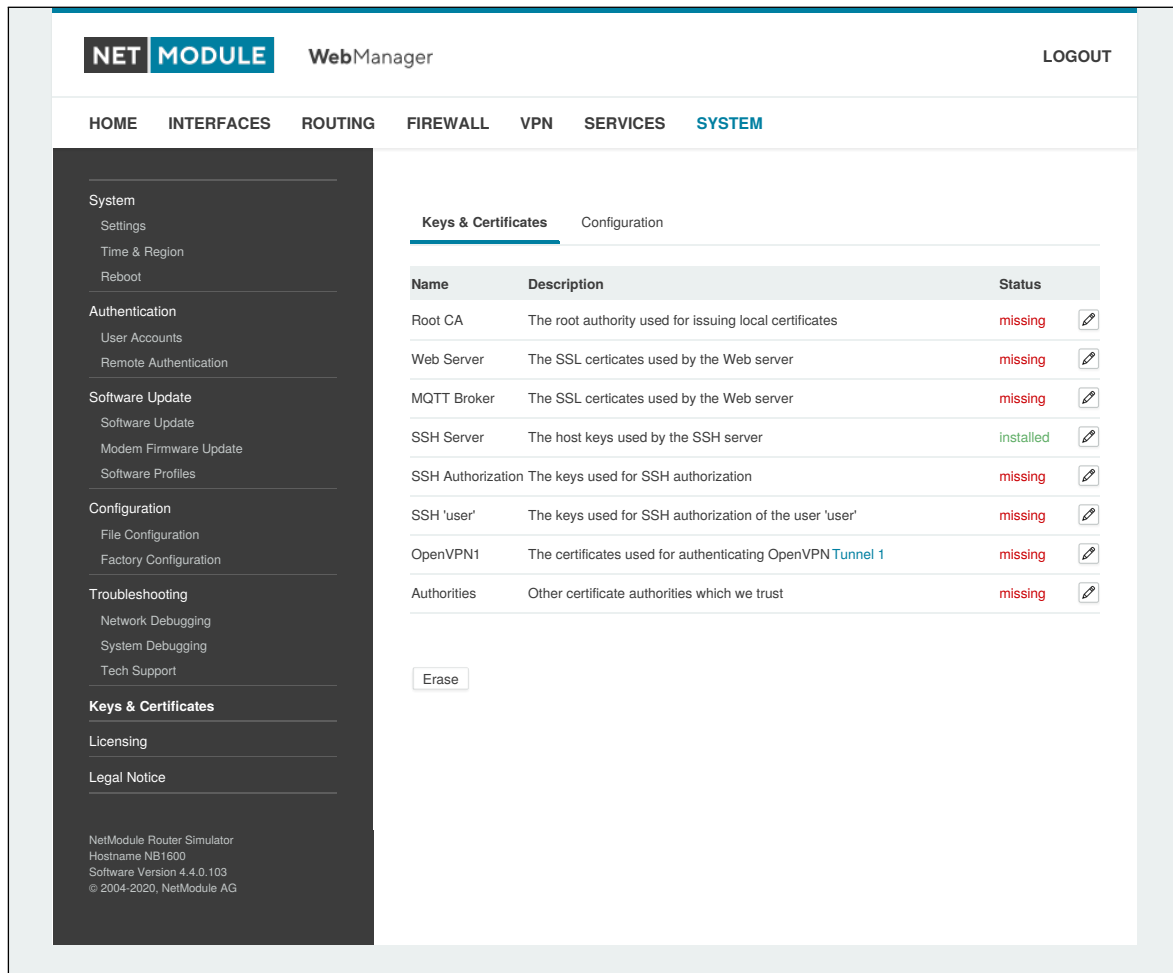 NET MODULE WebManager LOGOUT
HOME INTERFACES ROUTING FIREWALL VPN SERVICES SYSTEM
System
Settings
Time & Region
Reboot
Authentication
User Accounts
Remote Authentication
Software Update
Software Update
Modem Firmware Update
Software Profiles
Configuration
File Configuration
Factory Configuration
Troubleshooting
Network Debugging
System Debugging
Tech Support
Keys & Certificates
Licensing
Legal Notice
NetModule Router Simulator
Hostname NB1600
Software Version 4.4.0.103
© 2004-2020, NetModule AG
Keys & Certificates Configuration
Name Description Status
Root CA The root authority used for issuing local certificates missing
Web Server The SSL certicates used by the Web server missing
MQTT Broker The SSL certicates used by the Web server missing
SSH Server The host keys used by the SSH server installed
SSH Authorization The keys used for SSH authorization missing
SSH 'user' The keys used for SSH authorization of the user 'user' missing
OpenVPN1 The certificates used for authenticating OpenVPN Tunnel 1 missing
Authorities Other certificate authorities which we trust missing
Erase